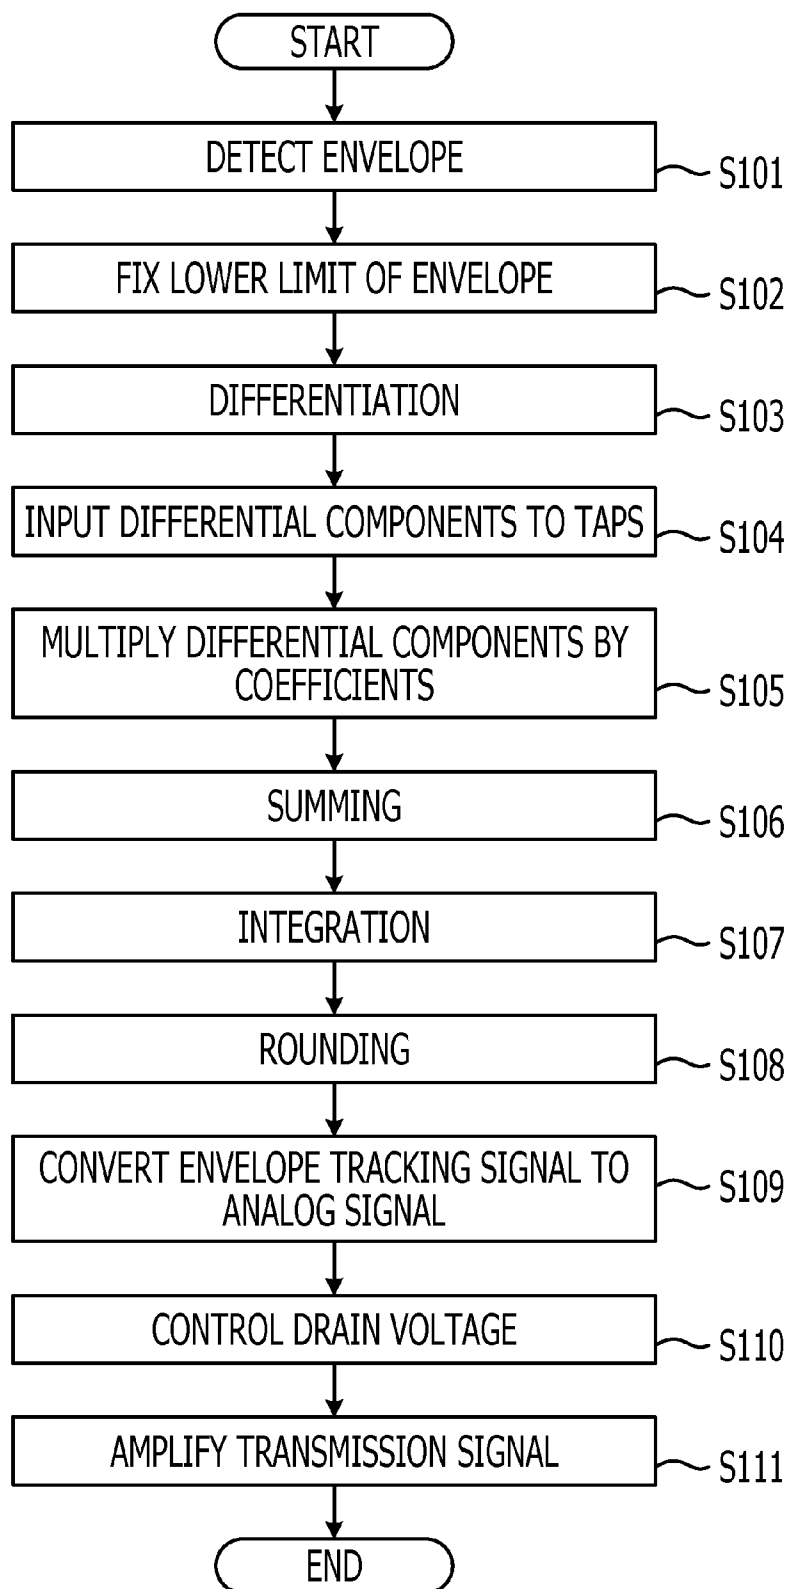 START
DETECT ENVELOPE
S101
FIX LOWER LIMIT OF ENVELOPE
S102
DIFFERENTIATION
S103
INPUT DIFFERENTIAL COMPONENTS TO TAPS
S104
MULTIPLY DIFFERENTIAL COMPONENTS BY
COEFFICIENTS
S105
SUMMING
S106
INTEGRATION
S107
ROUNDING
S108
CONVERT ENVELOPE TRACKING SIGNAL TO
ANALOG SIGNAL
S109
CONTROL DRAIN VOLTAGE
S110
AMPLIFY TRANSMISSION SIGNAL
S111
END